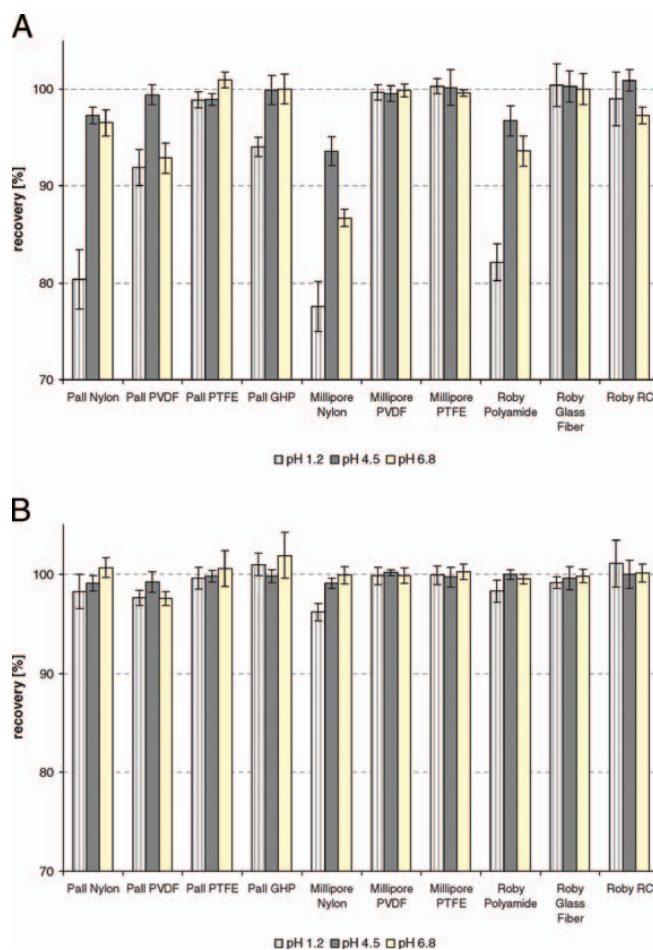 A
recovery [%]
100
90
80
70
Pall Nylon Pall PVDF Pall PTFE Pall GHP Millipore Millipore Millipore Roby Roby Roby RC
Nylon PVDF PTFE Polyamide Glass
Fiber
pH 1.2 pH 4.5 pH 6.8
B
recovery [%]
100
90
80
70
Pall Nylon Pall PVDF Pall PTFE Pall GHP Millipore Millipore Millipore Roby Roby Roby RC
Nylon PVDF PTFE Polyamide Glass
Fiber
pH 1.2 pH 4.5 pH 6.8